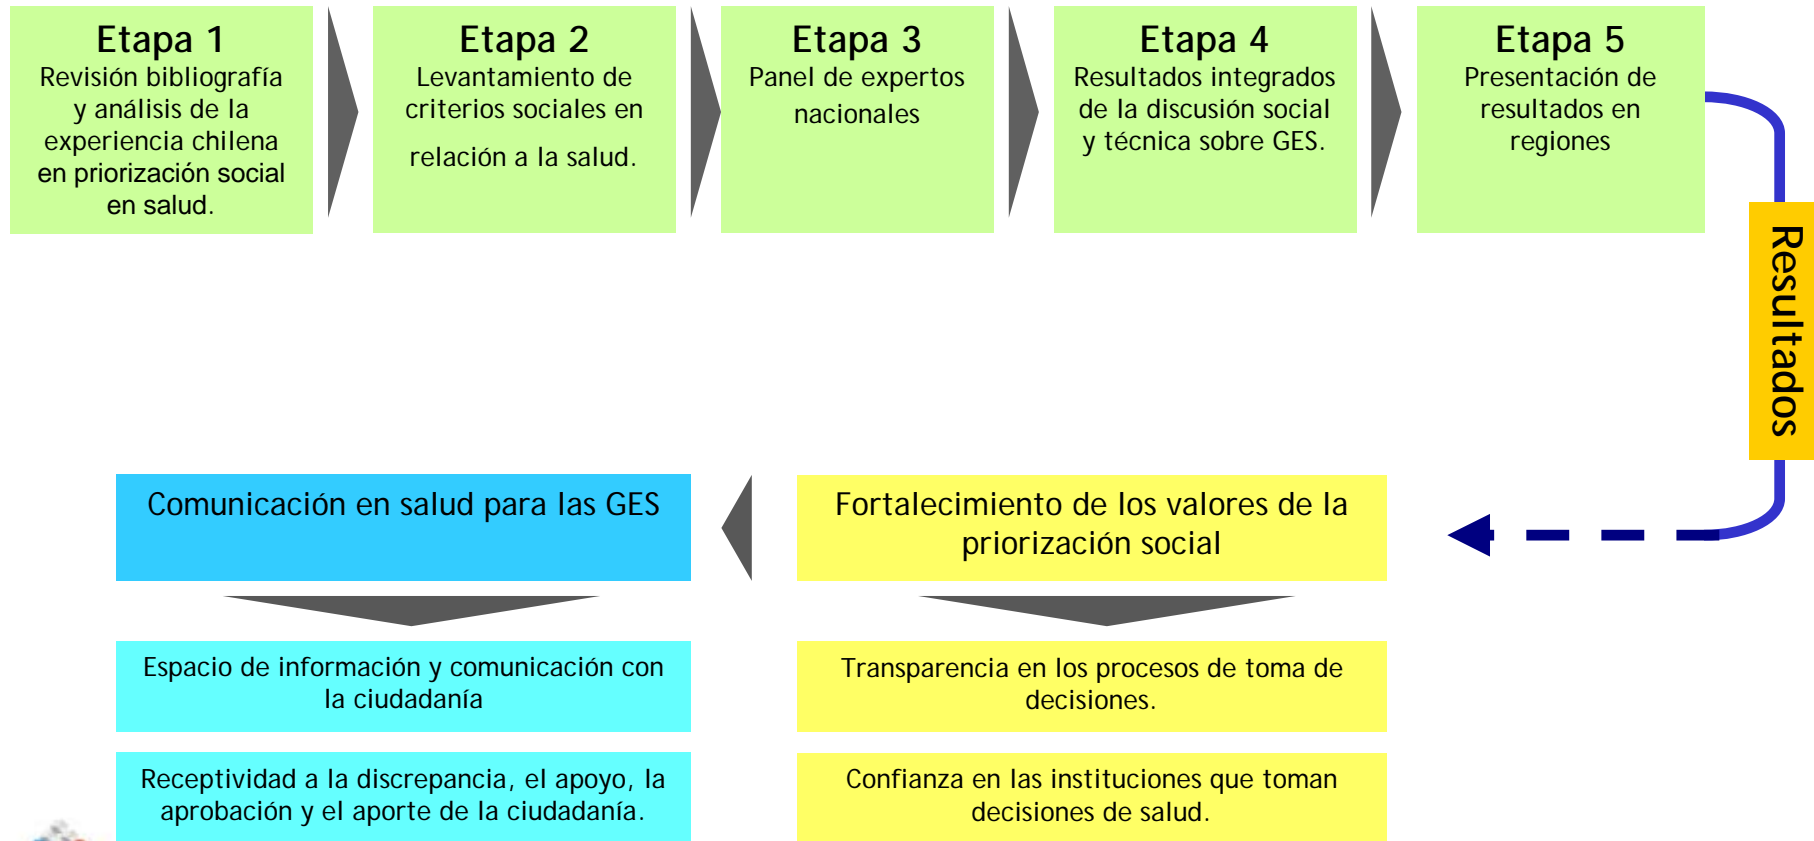 Etapa 1
Revisión bibliografía
y análisis de la
experiencia chilena
en priorización social
en salud.
Etapa 2
Levantamiento de
criterios sociales en
relación a la salud.
Etapa 3
Panel de expertos
nacionales
Etapa 4
Resultados integrados
de la discusión social
y técnica sobre GES.
Etapa 5
Presentación de
resultados en
regiones
Resultados
Comunicación en salud para las GES
Fortalecimiento de los valores de la
priorización social
Espacio de información y comunicación con
la ciudadanía
Transparencia en los procesos de toma de
decisiones.
Receptividad a la discrepancia, el apoyo, la
aprobación y el aporte de la ciudadanía.
Confianza en las instituciones que toman
decisiones de salud.